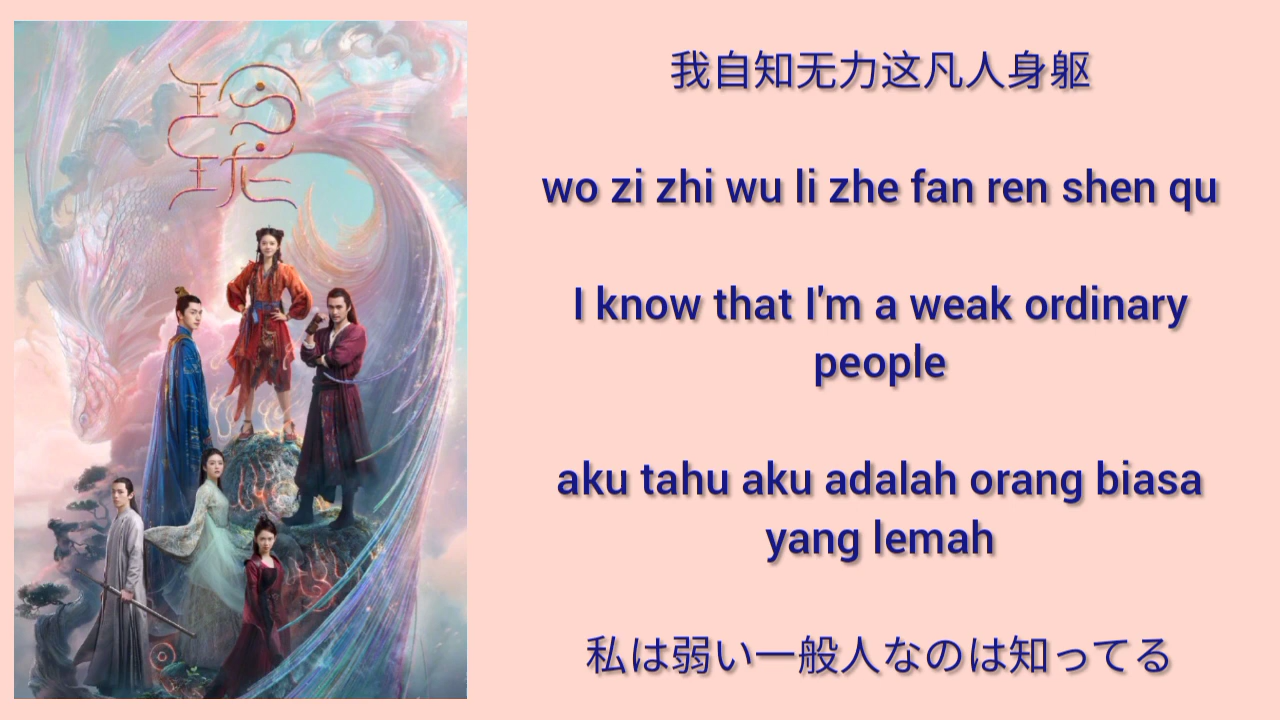 玲珑
我自知无力这凡人身躯
wo zi zhi wu li zhe fan ren shen qu
I know that I'm a weak ordinary
people
aku tahu aku adalah orang biasa
yang lemah
私は弱い一般人なのは知ってる